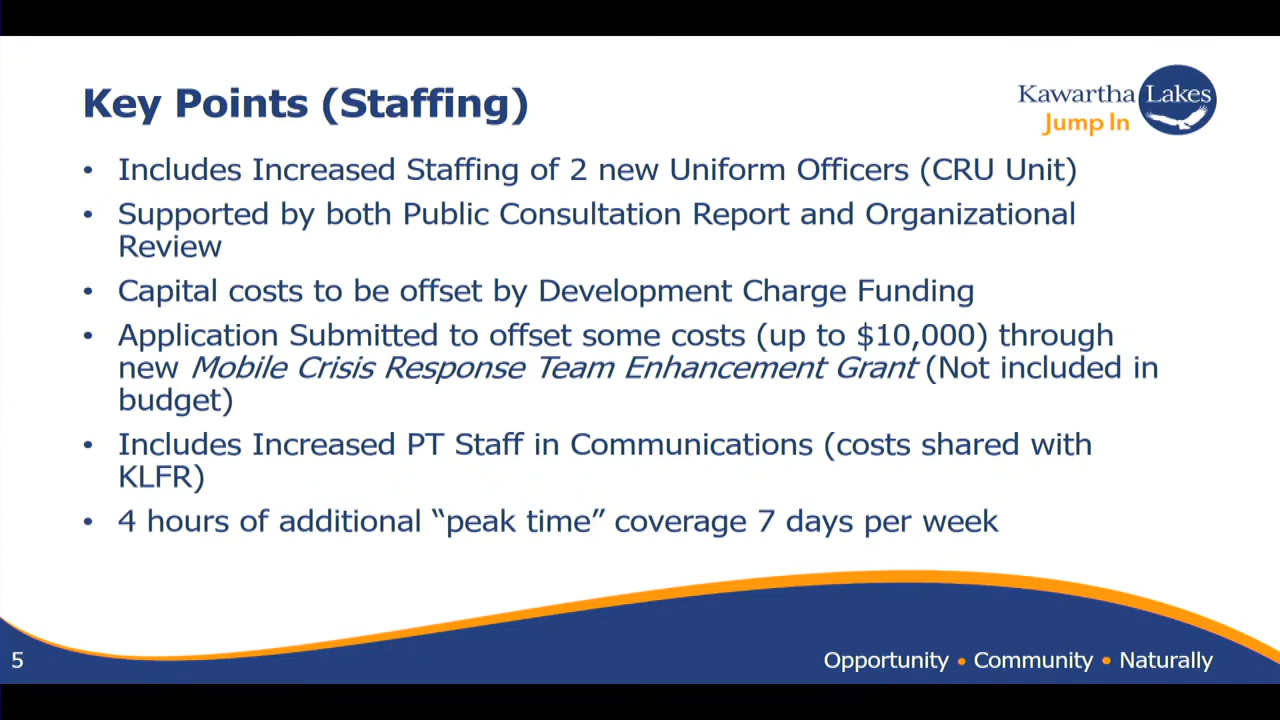 Key Points (Staffing)
Kawartha Lakes
Jump In
• Includes Increased Staffing of 2 new Uniform Officers (CRU Unit)
• Supported by both Public Consultation Report and Organizational
Review
• Capital costs to be offset by Development Charge Funding
• Application Submitted to offset some costs (up to $10,000) through
new Mobile Crisis Response Team Enhancement Grant (Not included in
budget)
• Includes Increased PT Staff in Communications (costs shared with
KLFR)
• 4 hours of additional “peak time” coverage 7 days per week
5
Opportunity • Community • Naturally